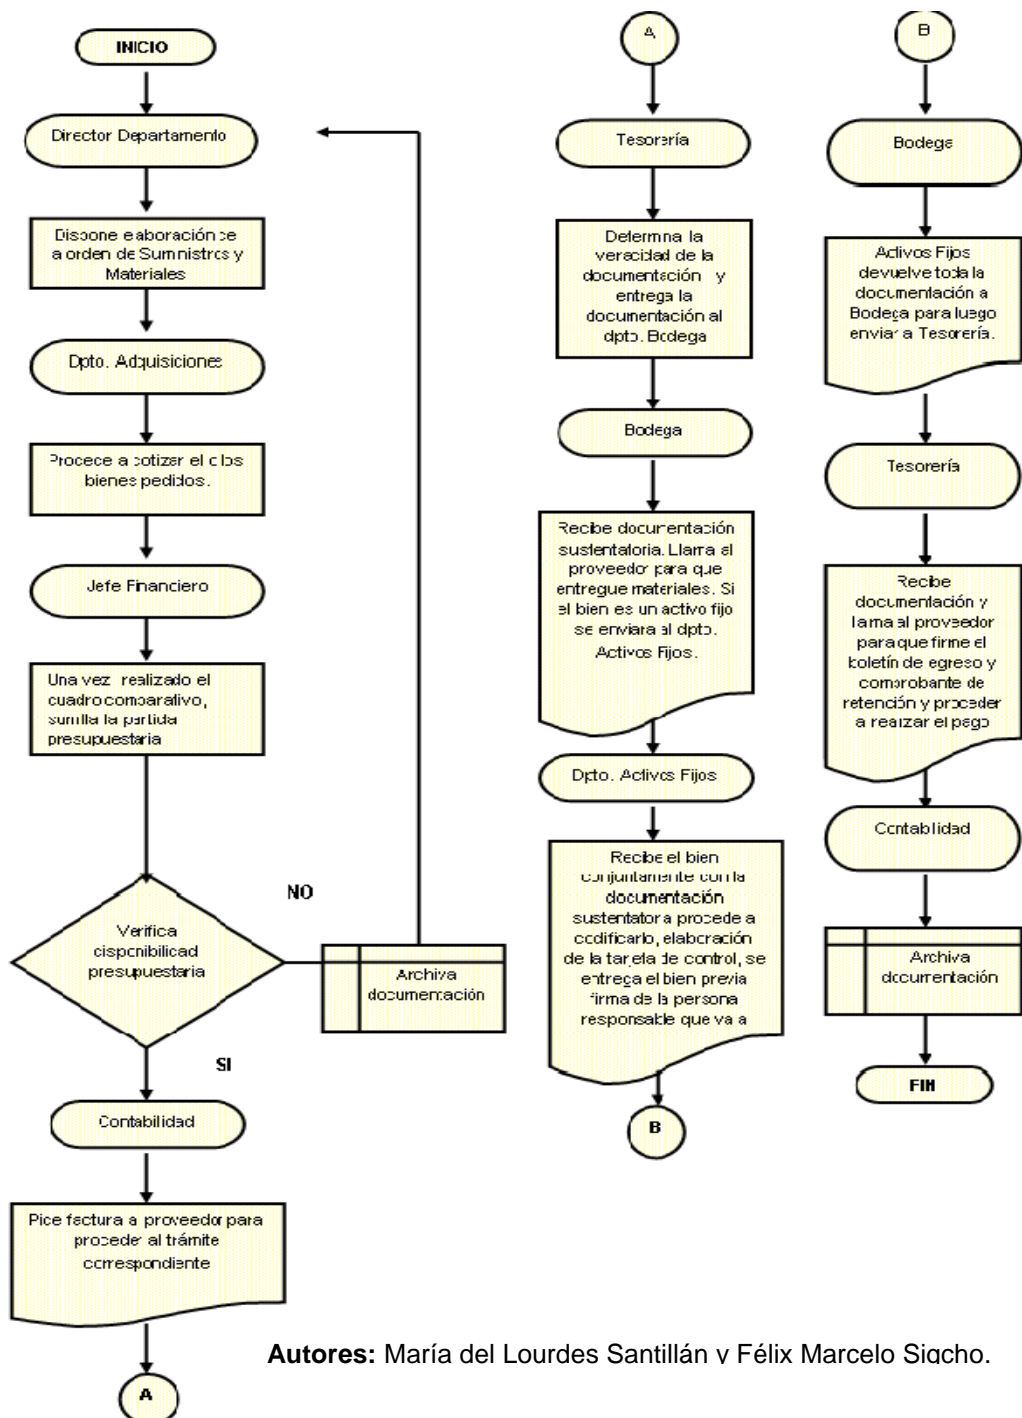 INICIO
Director Departamento
Dispone elaboración de
la orden de Suministros y
Materiales
Dpto. Adquisiciones
Procede a cotizar el o los
bienes pedidos.
Jefe Financiero
Una vez realizado el
cuadro comparativo,
sumilla la partida
presupuestaria
Verifica
disponibilidad
presupuestaria
NO
Archiva
documentación
SI
Contabilidad
Pide factura a proveedor para
proceder al trámite
correspondiente
A
A
Tesorería
Determina la
veracidad de la
documentación y
entrega la
documentación al
dpto. Bodega
Bodega
Recibe documentación
sustentatoria. Llama al
proveedor para que
entregue materiales. Si
el bien es un activo fijo
se enviara al dpto.
Activos Fijos.
Dpto. Activos Fijos
Recibe el bien
conjuntamente con la
documentación
sustentatoria procede a
codificarlo, elaboración
de la tarjeta de control, se
entrega el bien previa
firma de la persona
responsable que va a
B
B
Bodega
Activos Fijos
devuelve toda la
documentación a
Bodega para luego
enviar a Tesorería.
Tesorería
Recibe
documentación y
llama al proveedor
para que firme el
boletín de egreso y
comprobante de
retención y proceder
a realizar el pago
Contabilidad
Archiva
documentación
FIN
Autores: María del Lourdes Santillán y Félix Marcelo Sigcho.